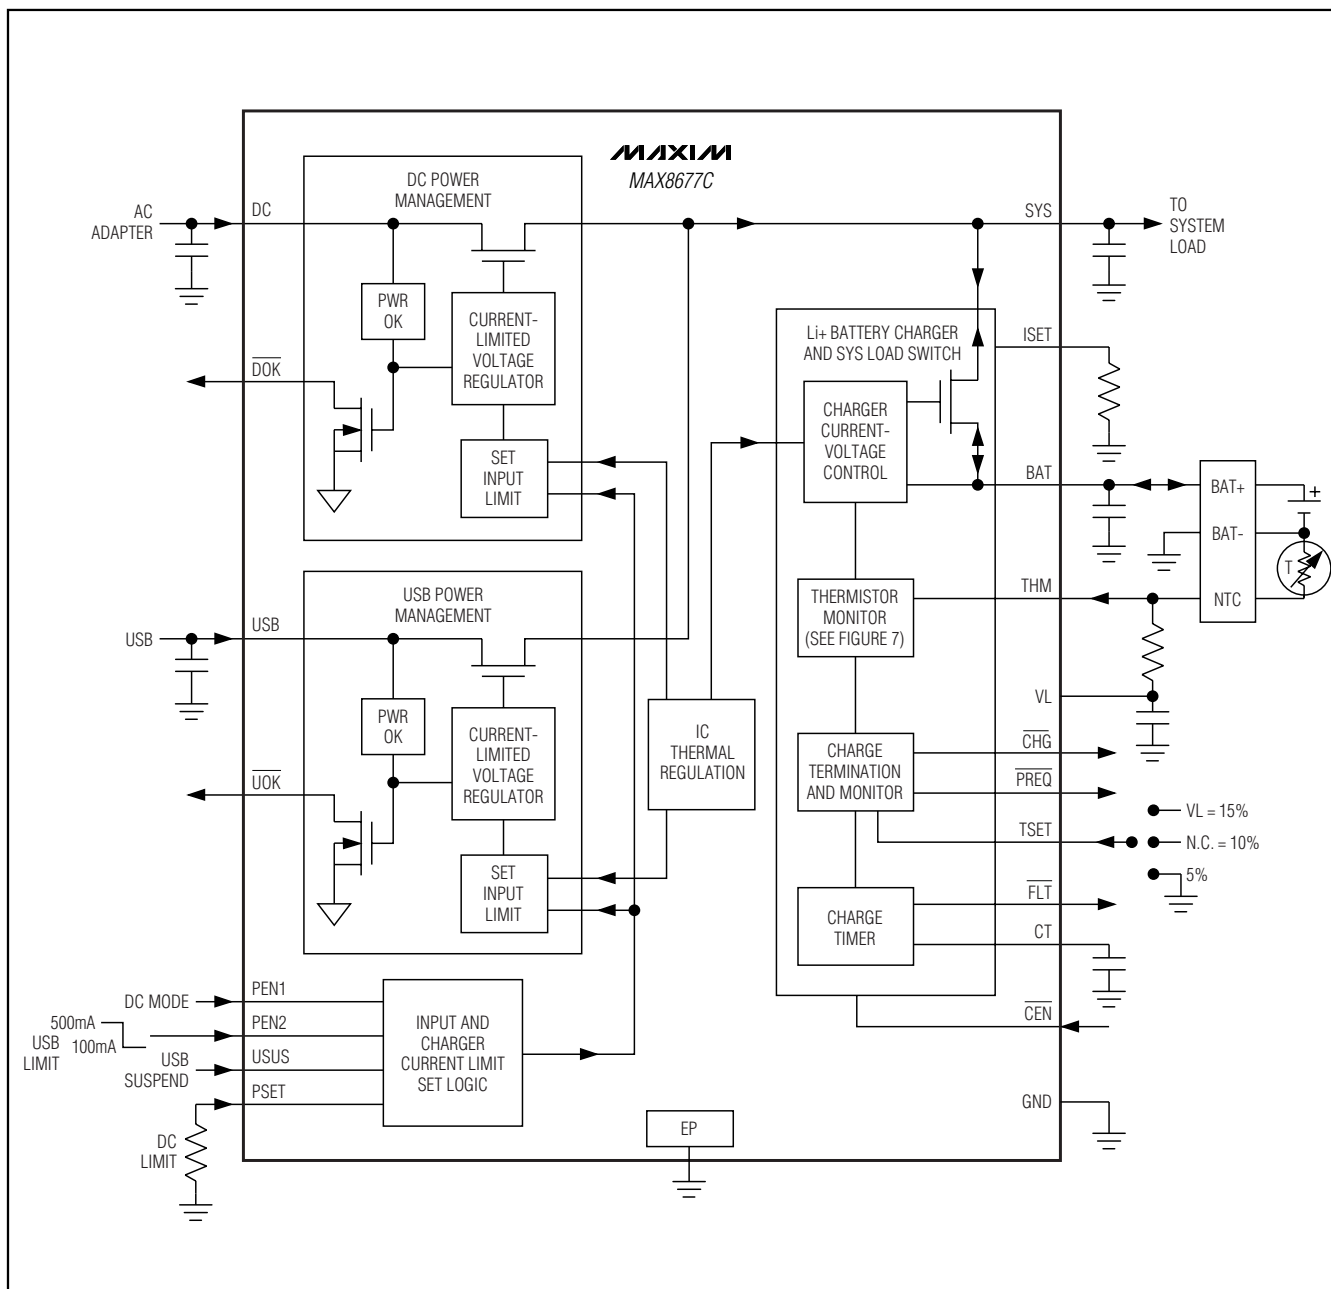 MAXIM
MAX8677C
DC POWER
MANAGEMENT
AC
ADAPTER
DC
SYS
TO
SYSTEM
LOAD
PWR
OK
CURRENT-
LIMITED
VOLTAGE
REGULATOR
DOK
SET
INPUT
LIMIT
Li+ BATTERY CHARGER
AND SYS LOAD SWITCH
ISET
CHARGER
CURRENT-
VOLTAGE
CONTROL
BAT
BAT+
+
BAT-
T
NTC
THERMISTOR
MONITOR
(SEE FIGURE 7)
THM
VL
USB POWER
MANAGEMENT
USB
USB
PWR
OK
CURRENT-
LIMITED
VOLTAGE
REGULATOR
UOK
SET
INPUT
LIMIT
IC
THERMAL
REGULATION
CHARGE
TERMINATION
AND MONITOR
CHG
PREQ
TSET
VL = 15%
N.C. = 10%
5%
CHARGE
TIMER
FLT
CT
CEN
DC MODE
PEN1
500mA
100mA
USB
LIMIT
PEN2
USB
SUSPEND
USUS
PSET
DC
LIMIT
INPUT AND
CHARGER
CURRENT LIMIT
SET LOGIC
EP
GND